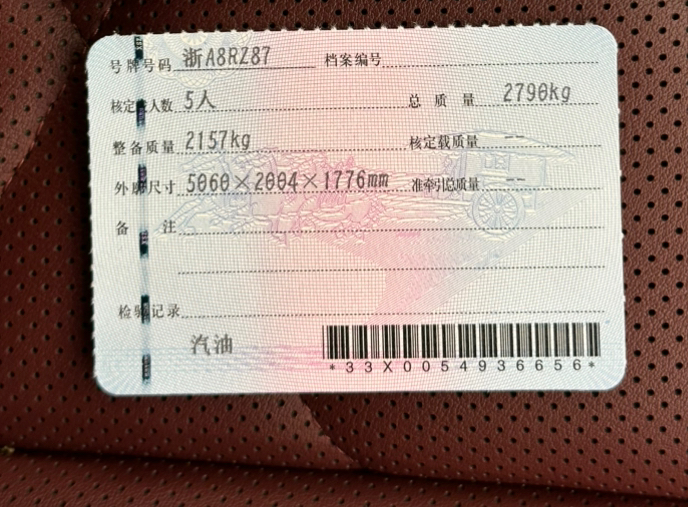 号牌号码 浙A8RZ87 档案编号
核定载人数 5人 总质量 2790kg
整备质量 2157kg 核定载质量 --
外廓尺寸 5060×2004×1776mm 准牵引总质量 --
备注
检验记录
汽油
*33X0054936656*